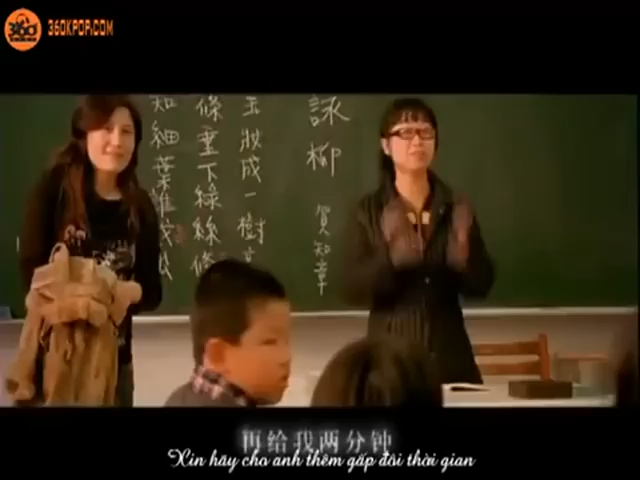 360KPOP.COM
詠柳
賀知章
玉妝成一樹
條垂下綠絲條
知細葉誰
再给我两分钟
Xin hãy cho anh thêm gấp đôi thời gian